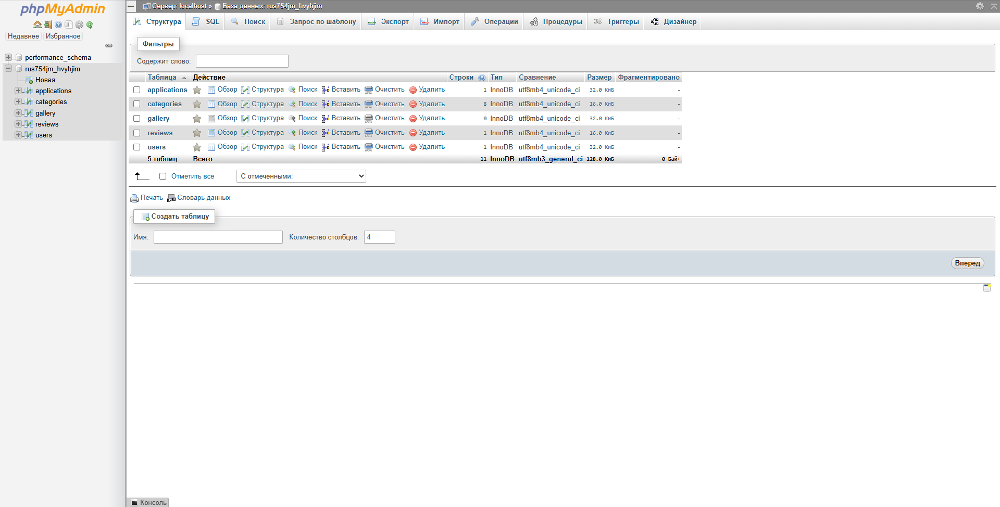 phpMyAdmin
Недавнее Избранное
performance_schema
rus754jm_hvyhjim
Новая
applications
categories
gallery
reviews
users
Сервер: localhost » База данных: rus754jm_hvyhjim
Структура SQL Поиск Запрос по шаблону Экспорт Импорт Операции Процедуры Триггеры Дизайнер
Фильтры
Содержит слово:
Таблица Действие Строки Тип Сравнение Размер Фрагментировано
applications Обзор Структура Поиск Вставить Очистить Удалить 1 InnoDB utf8mb4_unicode_ci 32.0 КиБ -
categories Обзор Структура Поиск Вставить Очистить Удалить 8 InnoDB utf8mb4_unicode_ci 16.0 КиБ -
gallery Обзор Структура Поиск Вставить Очистить Удалить 0 InnoDB utf8mb4_unicode_ci 32.0 КиБ -
reviews Обзор Структура Поиск Вставить Очистить Удалить 1 InnoDB utf8mb4_unicode_ci 16.0 КиБ -
users Обзор Структура Поиск Вставить Очистить Удалить 1 InnoDB utf8mb4_unicode_ci 32.0 КиБ -
5 таблиц Всего 11 InnoDB utf8mb3_general_ci 128.0 КиБ 0 Байт
Отметить все С отмеченными:
Печать Словарь данных
Создать таблицу
Имя: Количество столбцов: 4
Вперёд
Консоль